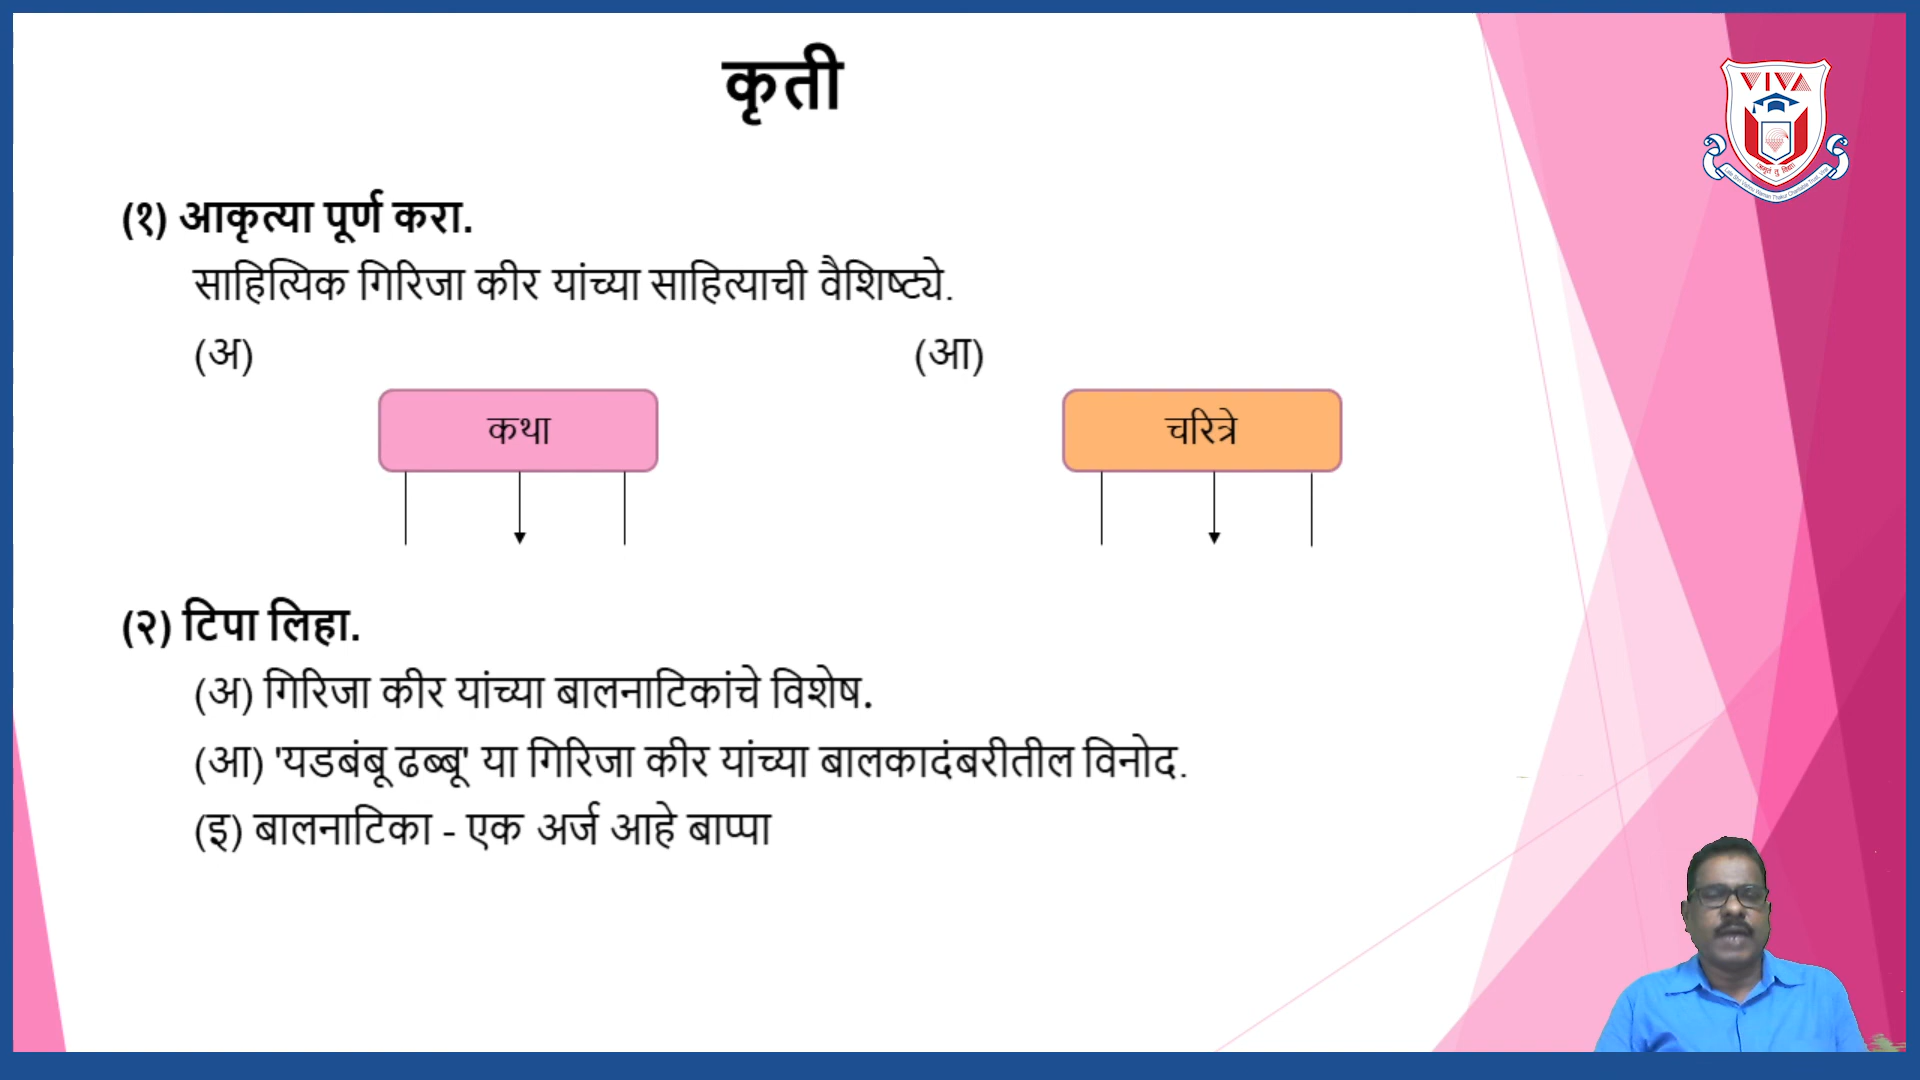 कृती
VIVA
(१) आकृत्या पूर्ण करा.
साहित्यिक गिरिजा कीर यांच्या साहित्याची वैशिष्ट्ये.
(अ) (आ)
कथा चरित्रे
(२) टिपा लिहा.
(अ) गिरिजा कीर यांच्या बालनाटिकांचे विशेष.
(आ) 'यडबंबू ढब्बू' या गिरिजा कीर यांच्या बालकादंबरीतील विनोद.
(इ) बालनाटिका - एक अर्ज आहे बाप्पा